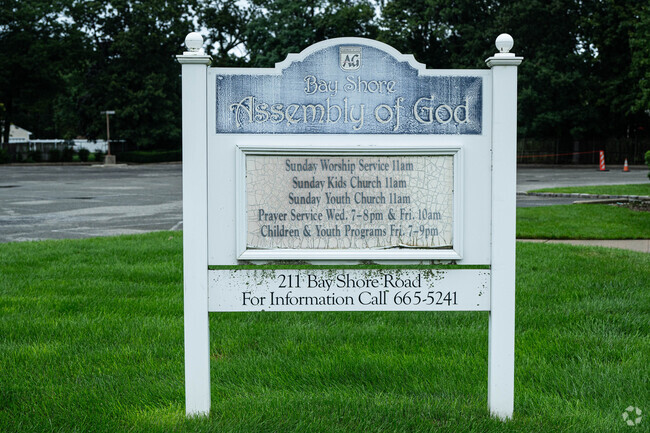 AG
Bay Shore
Assembly of God
Sunday Worship Service 11am
Sunday Kids Church 11am
Sunday Youth Church 11am
Prayer Service Wed. 7-8pm & Fri. 10am
Children & Youth Programs Fri. 7-9pm
211 Bay Shore Road
For Information Call 665-5241